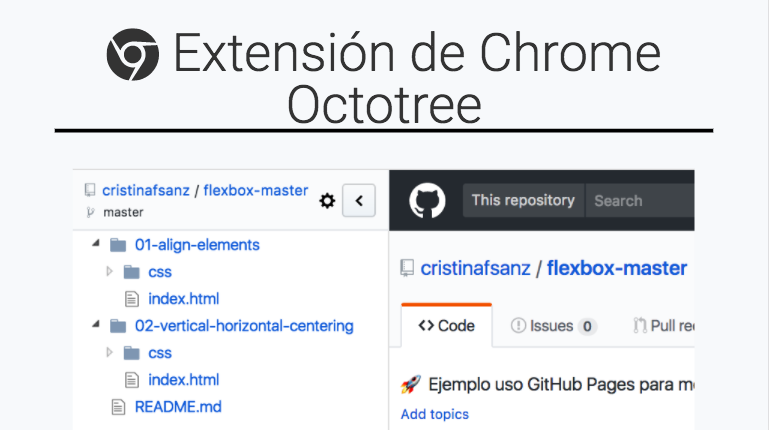 Extensión de Chrome
Octotree
cristinafsanz / flexbox-master
master
01-align-elements
css
index.html
02-vertical-horizontal-centering
css
index.html
README.md
This repository
Search
cristinafsanz / flexbox-master
Code
Issues 0
Pull
Ejemplo uso GitHub Pages para
Add topics